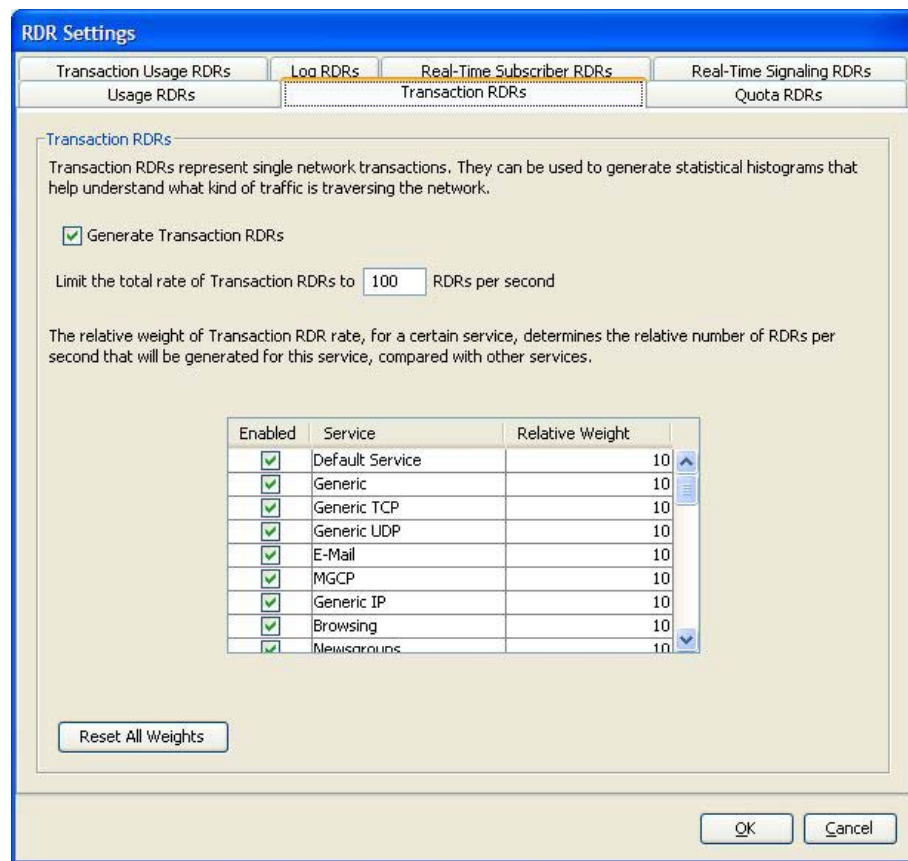 RDR Settings
Transaction Usage RDRs Log RDRs Real-Time Subscriber RDRs Real-Time Signaling RDRs
Usage RDRs Transaction RDRs Quota RDRs
Transaction RDRs
Transaction RDRs represent single network transactions. They can be used to generate statistical histograms that
help understand what kind of traffic is traversing the network.
Generate Transaction RDRs
Limit the total rate of Transaction RDRs to 100 RDRs per second
The relative weight of Transaction RDR rate, for a certain service, determines the relative number of RDRs per
second that will be generated for this service, compared with other services.
Enabled Service Relative Weight
Default Service 10
Generic 10
Generic TCP 10
Generic UDP 10
E-Mail 10
MGCP 10
Generic IP 10
Browsing 10
Newsgroups 10
Reset All Weights
OK Cancel